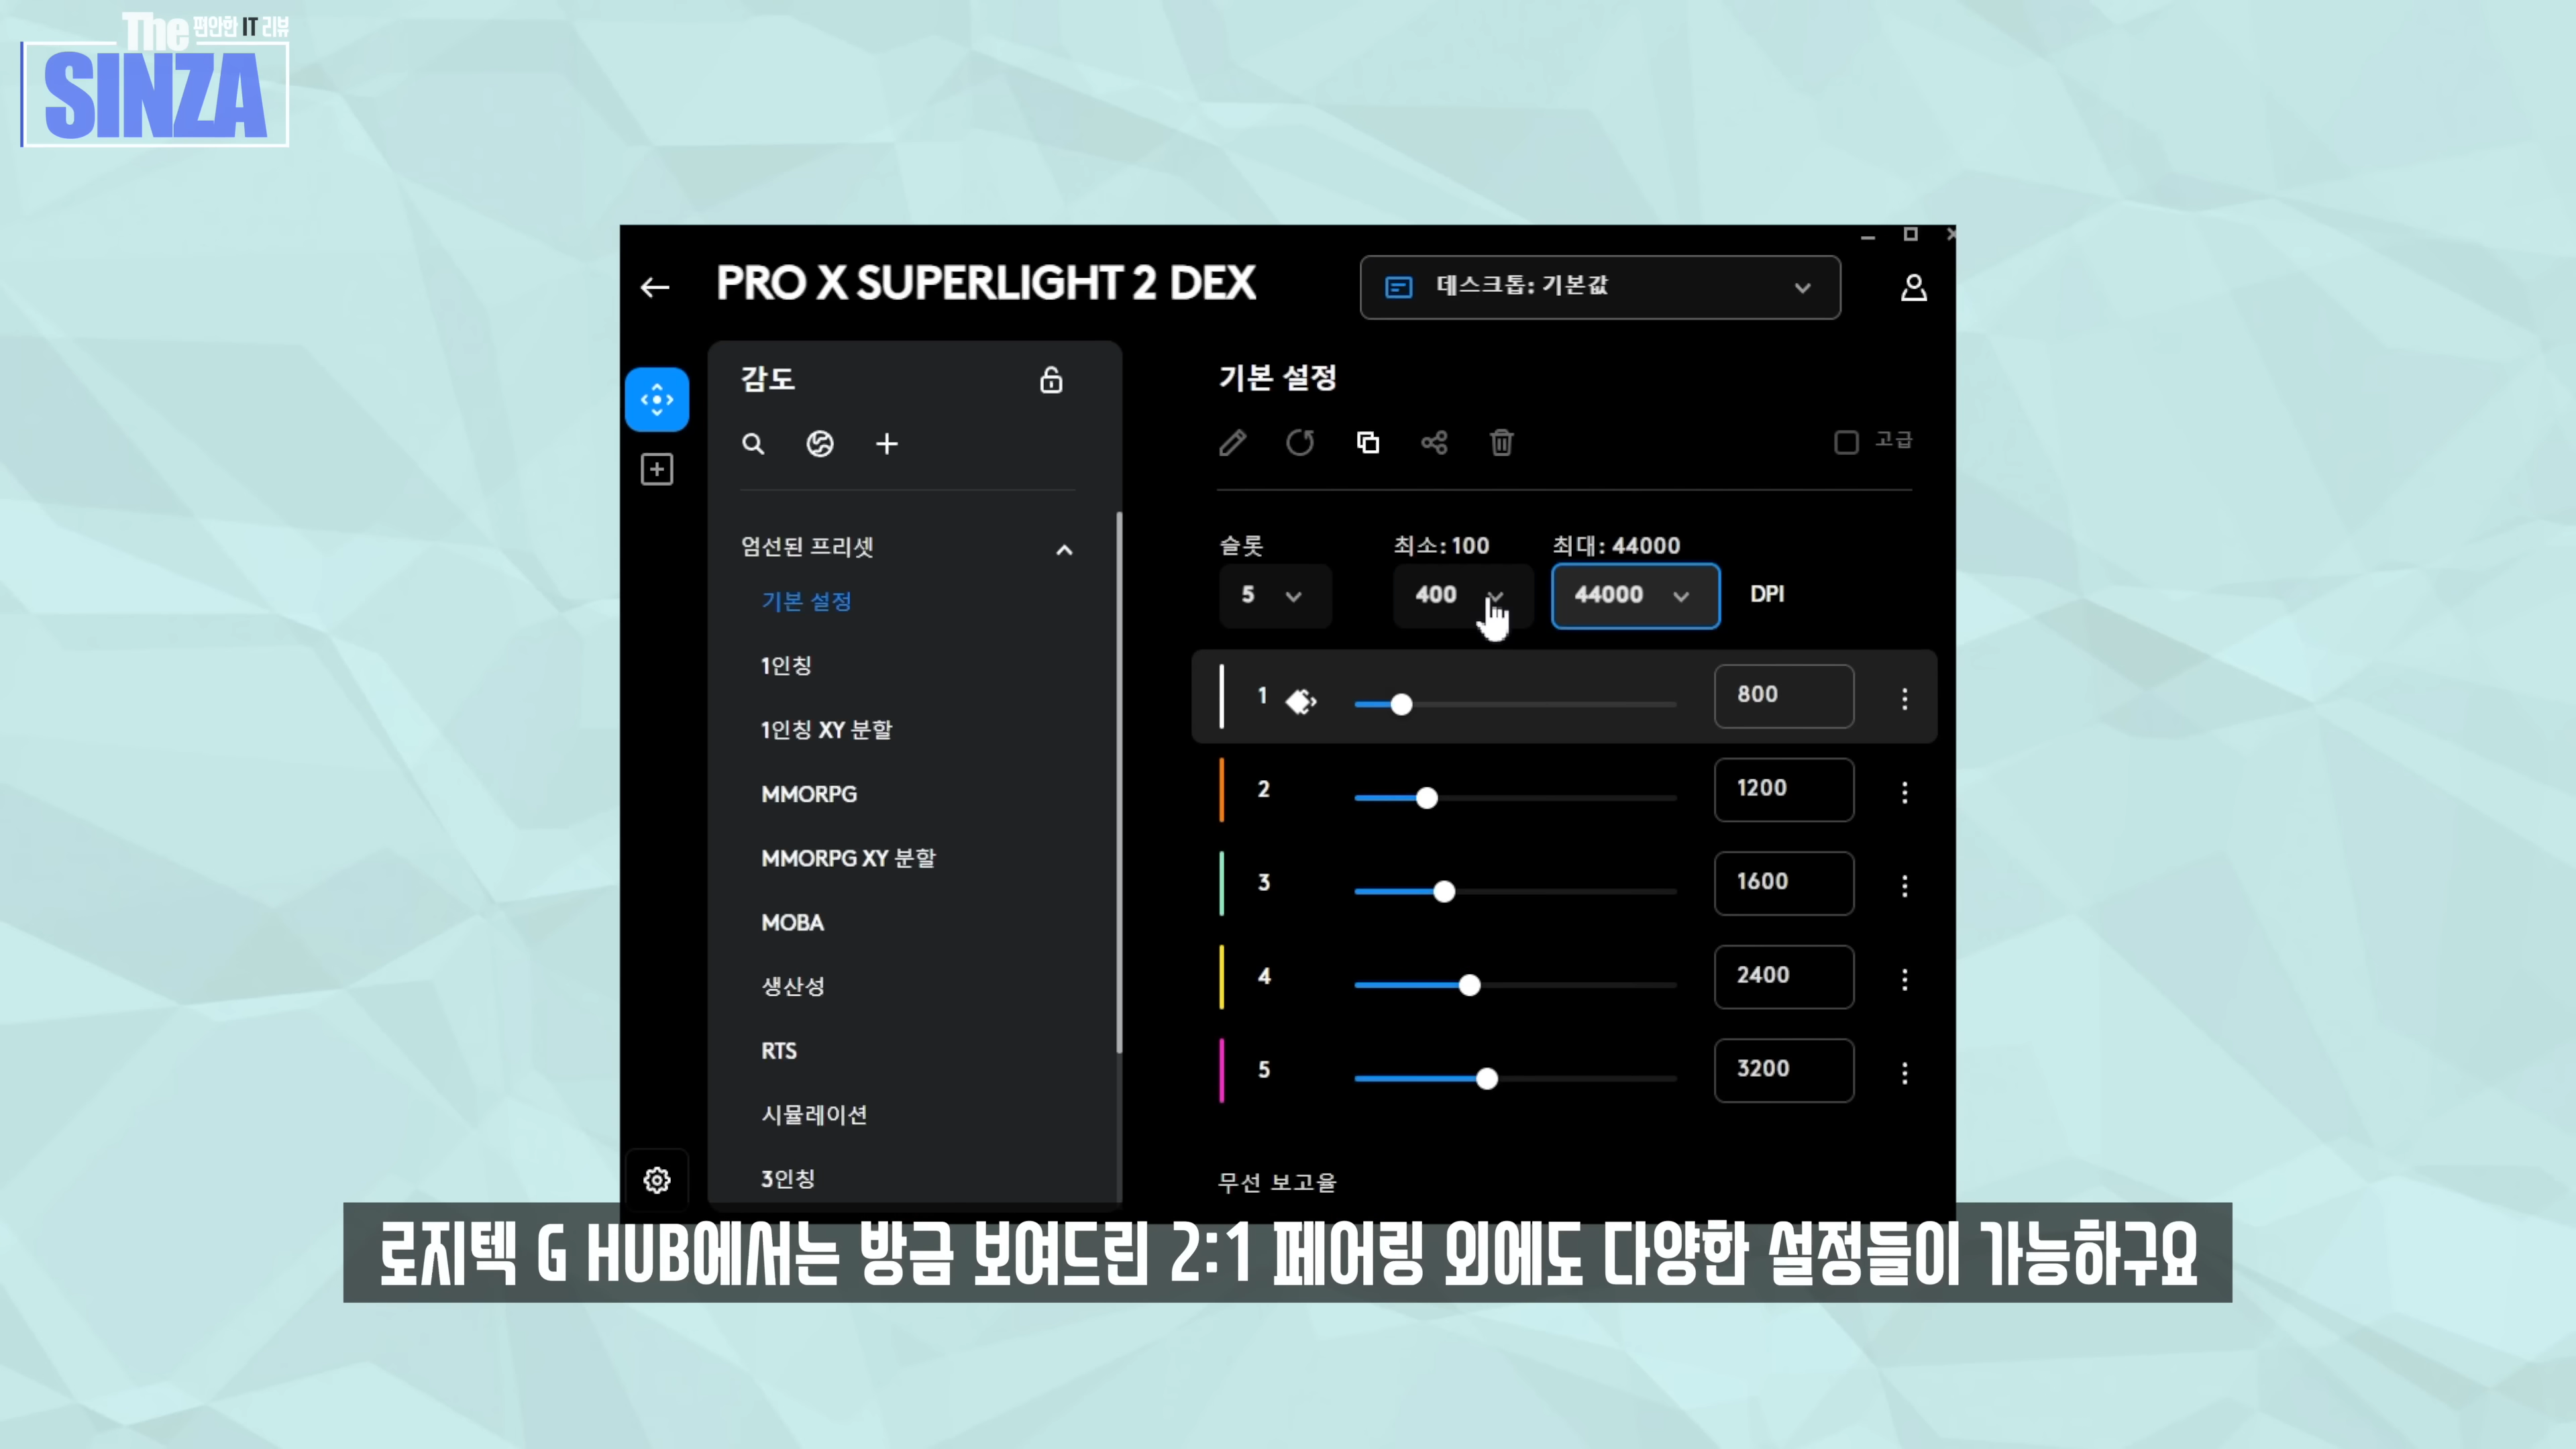 The 편안한 IT 리뷰
SINZA
PRO X SUPERLIGHT 2 DEX
데스크톱: 기본값
감도
기본 설정
고급
엄선된 프리셋
기본 설정
1인칭
1인칭 XY 분할
MMORPG
MMORPG XY 분할
MOBA
생산성
RTS
시뮬레이션
3인칭
슬롯 최소: 100 최대: 44000
5 400 44000 DPI
1 800
2 1200
3 1600
4 2400
5 3200
무선 보고율
로지텍 G HUB에서는 방금 보여드린 2:1 페어링 외에도 다양한 설정들이 가능하구요